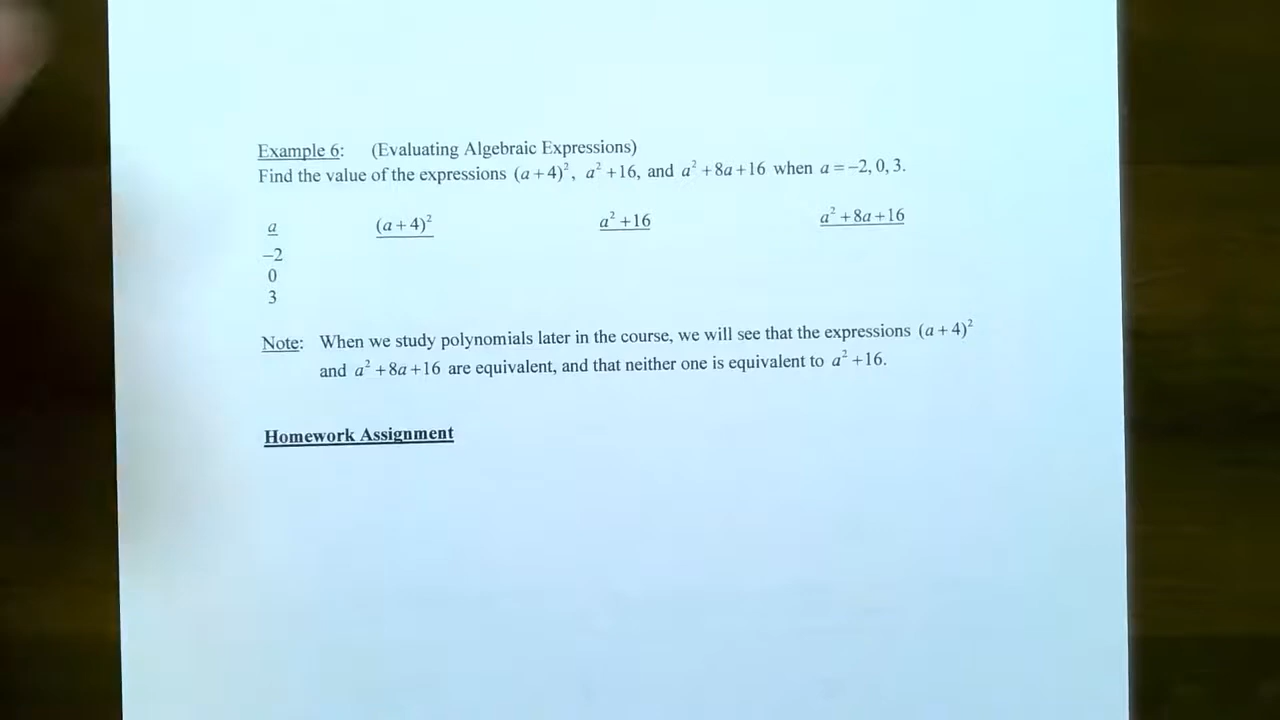 Example 6: (Evaluating Algebraic Expressions)
Find the value of the expressions (a+4)², a²+16, and a²+8a+16 when a=−2, 0, 3.
a (a+4)² a²+16 a²+8a+16
−2
0
3
Note: When we study polynomials later in the course, we will see that the expressions (a+4)²
and a²+8a+16 are equivalent, and that neither one is equivalent to a²+16.
Homework Assignment